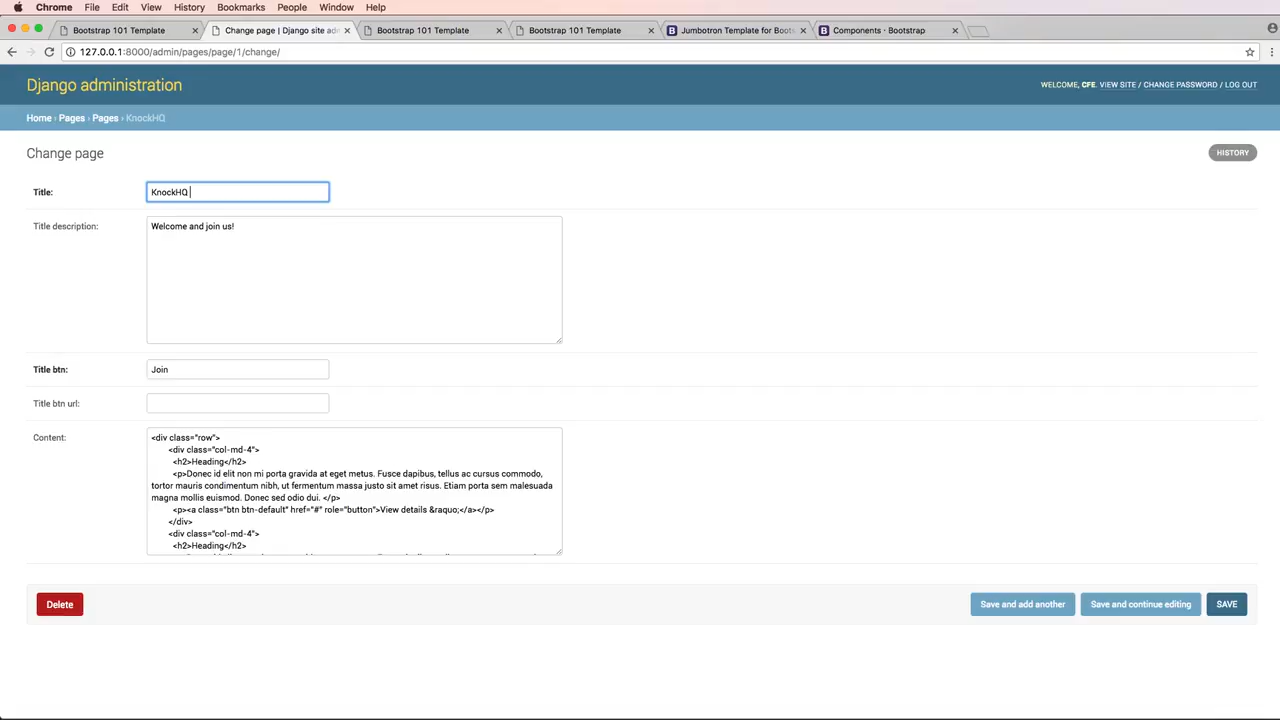 Chrome File Edit View History Bookmarks People Window Help
Bootstrap 101 Template Change page | Django site adm Bootstrap 101 Template Bootstrap 101 Template Jumbotron Template for Boots Components · Bootstrap
127.0.0.1:8000/admin/pages/page/1/change/
Django administration WELCOME, CFE. VIEW SITE / CHANGE PASSWORD / LOG OUT
Home › Pages › Pages › KnockHQ
Change page HISTORY
Title: KnockHQ
Title description: Welcome and join us!
Title btn: Join
Title btn url:
Content: <div class="row">
<div class="col-md-4">
<h2>Heading</h2>
<p>Donec id elit non mi porta gravida at eget metus. Fusce dapibus, tellus ac cursus commodo,
tortor mauris condimentum nibh, ut fermentum massa justo sit amet risus. Etiam porta sem malesuada
magna mollis euismod. Donec sed odio dui. </p>
<p><a class="btn btn-default" href="#" role="button">View details &raquo;</a></p>
</div>
<div class="col-md-4">
<h2>Heading</h2>
Delete Save and add another Save and continue editing SAVE